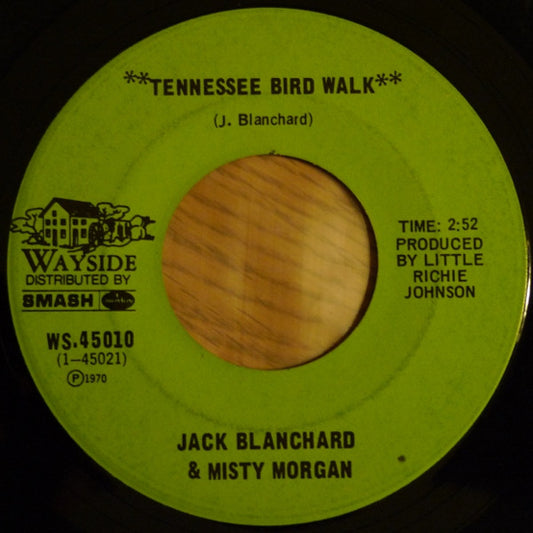 **TENNESSEE BIRD WALK**
(J. Blanchard)
WAYSIDE
DISTRIBUTED BY
SMASH
WS.45010
(1-45021)
Ⓟ1970
TIME: 2:52
PRODUCED
BY LITTLE
RICHIE
JOHNSON
JACK BLANCHARD
& MISTY MORGAN